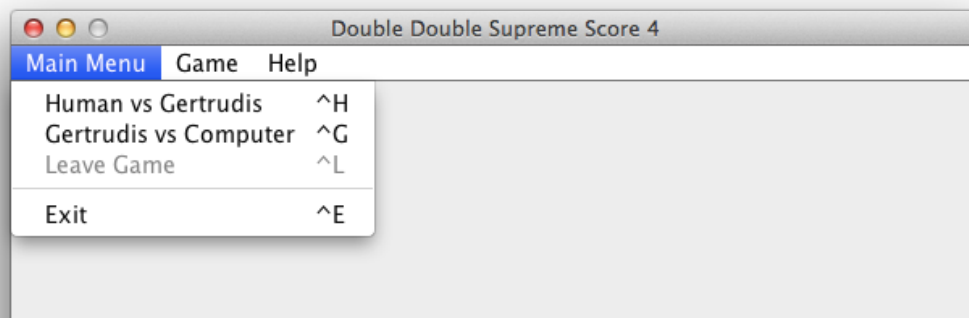 Double Double Supreme Score 4
Main Menu Game Help
Human vs Gertrudis ^H
Gertrudis vs Computer ^G
Leave Game ^L
Exit ^E